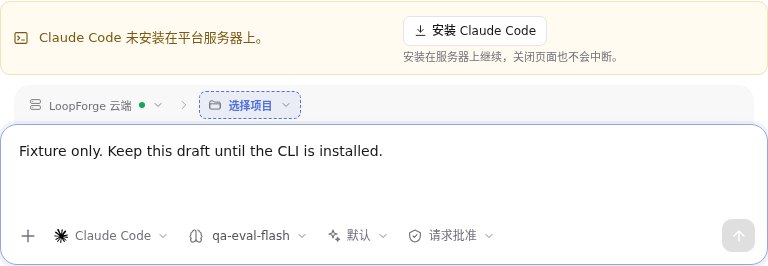 Claude Code 未安装在平台服务器上。
安装 Claude Code
安装在服务器上继续，关闭页面也不会中断。
LoopForge 云端
选择项目
Fixture only. Keep this draft until the CLI is installed.
Claude Code
qa-eval-flash
默认
请求批准